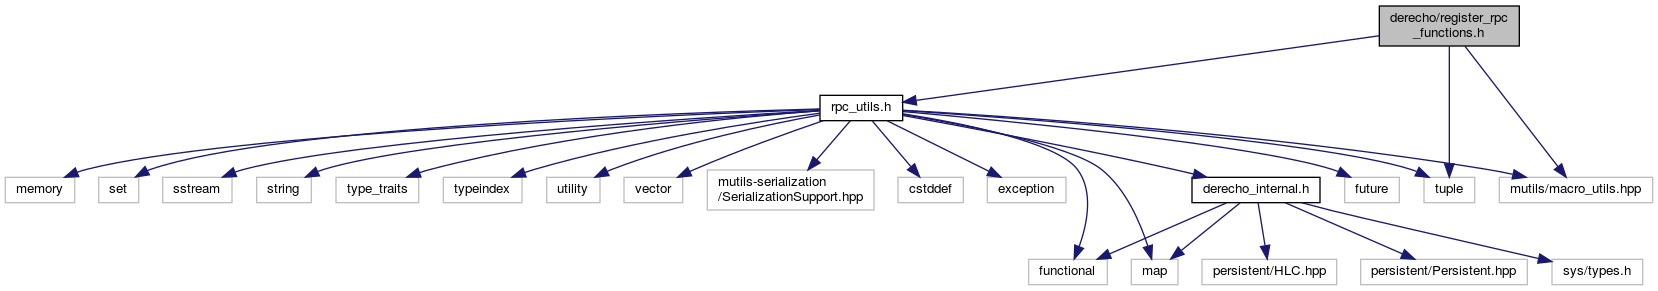 derecho/register_rpc
_functions.h
rpc_utils.h
memory
set
sstream
string
type_traits
typeindex
utility
vector
mutils-serialization
/SerializationSupport.hpp
cstddef
exception
derecho_internal.h
future
tuple
mutils/macro_utils.hpp
functional
map
persistent/HLC.hpp
persistent/Persistent.hpp
sys/types.h